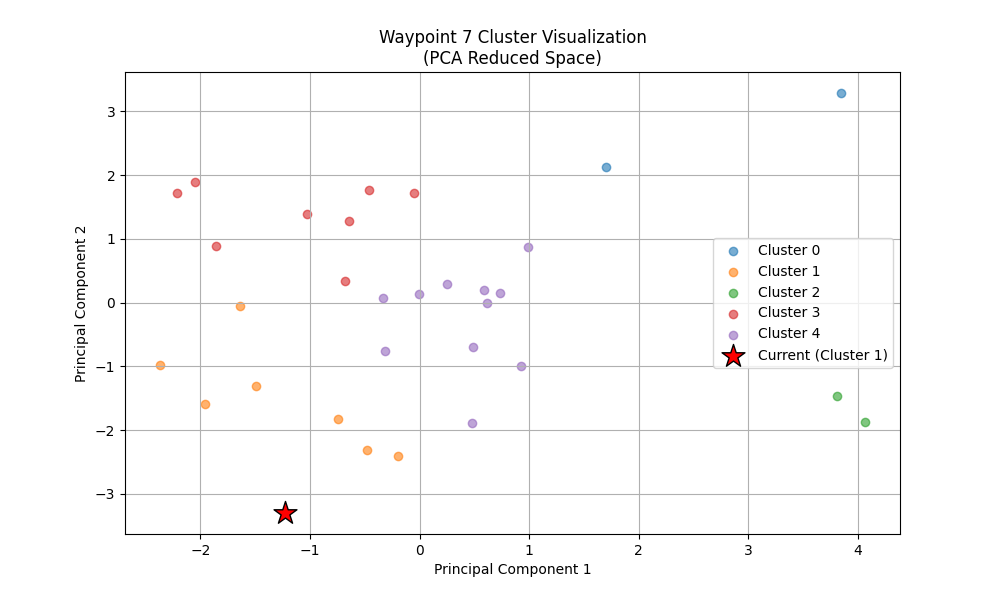 Waypoint 7 Cluster Visualization
(PCA Reduced Space)
Principal Component 2
3
2
1
0
−1
−2
−3
Cluster 0
Cluster 1
Cluster 2
Cluster 3
Cluster 4
Current (Cluster 1)
−2 −1 0 1 2 3 4
Principal Component 1